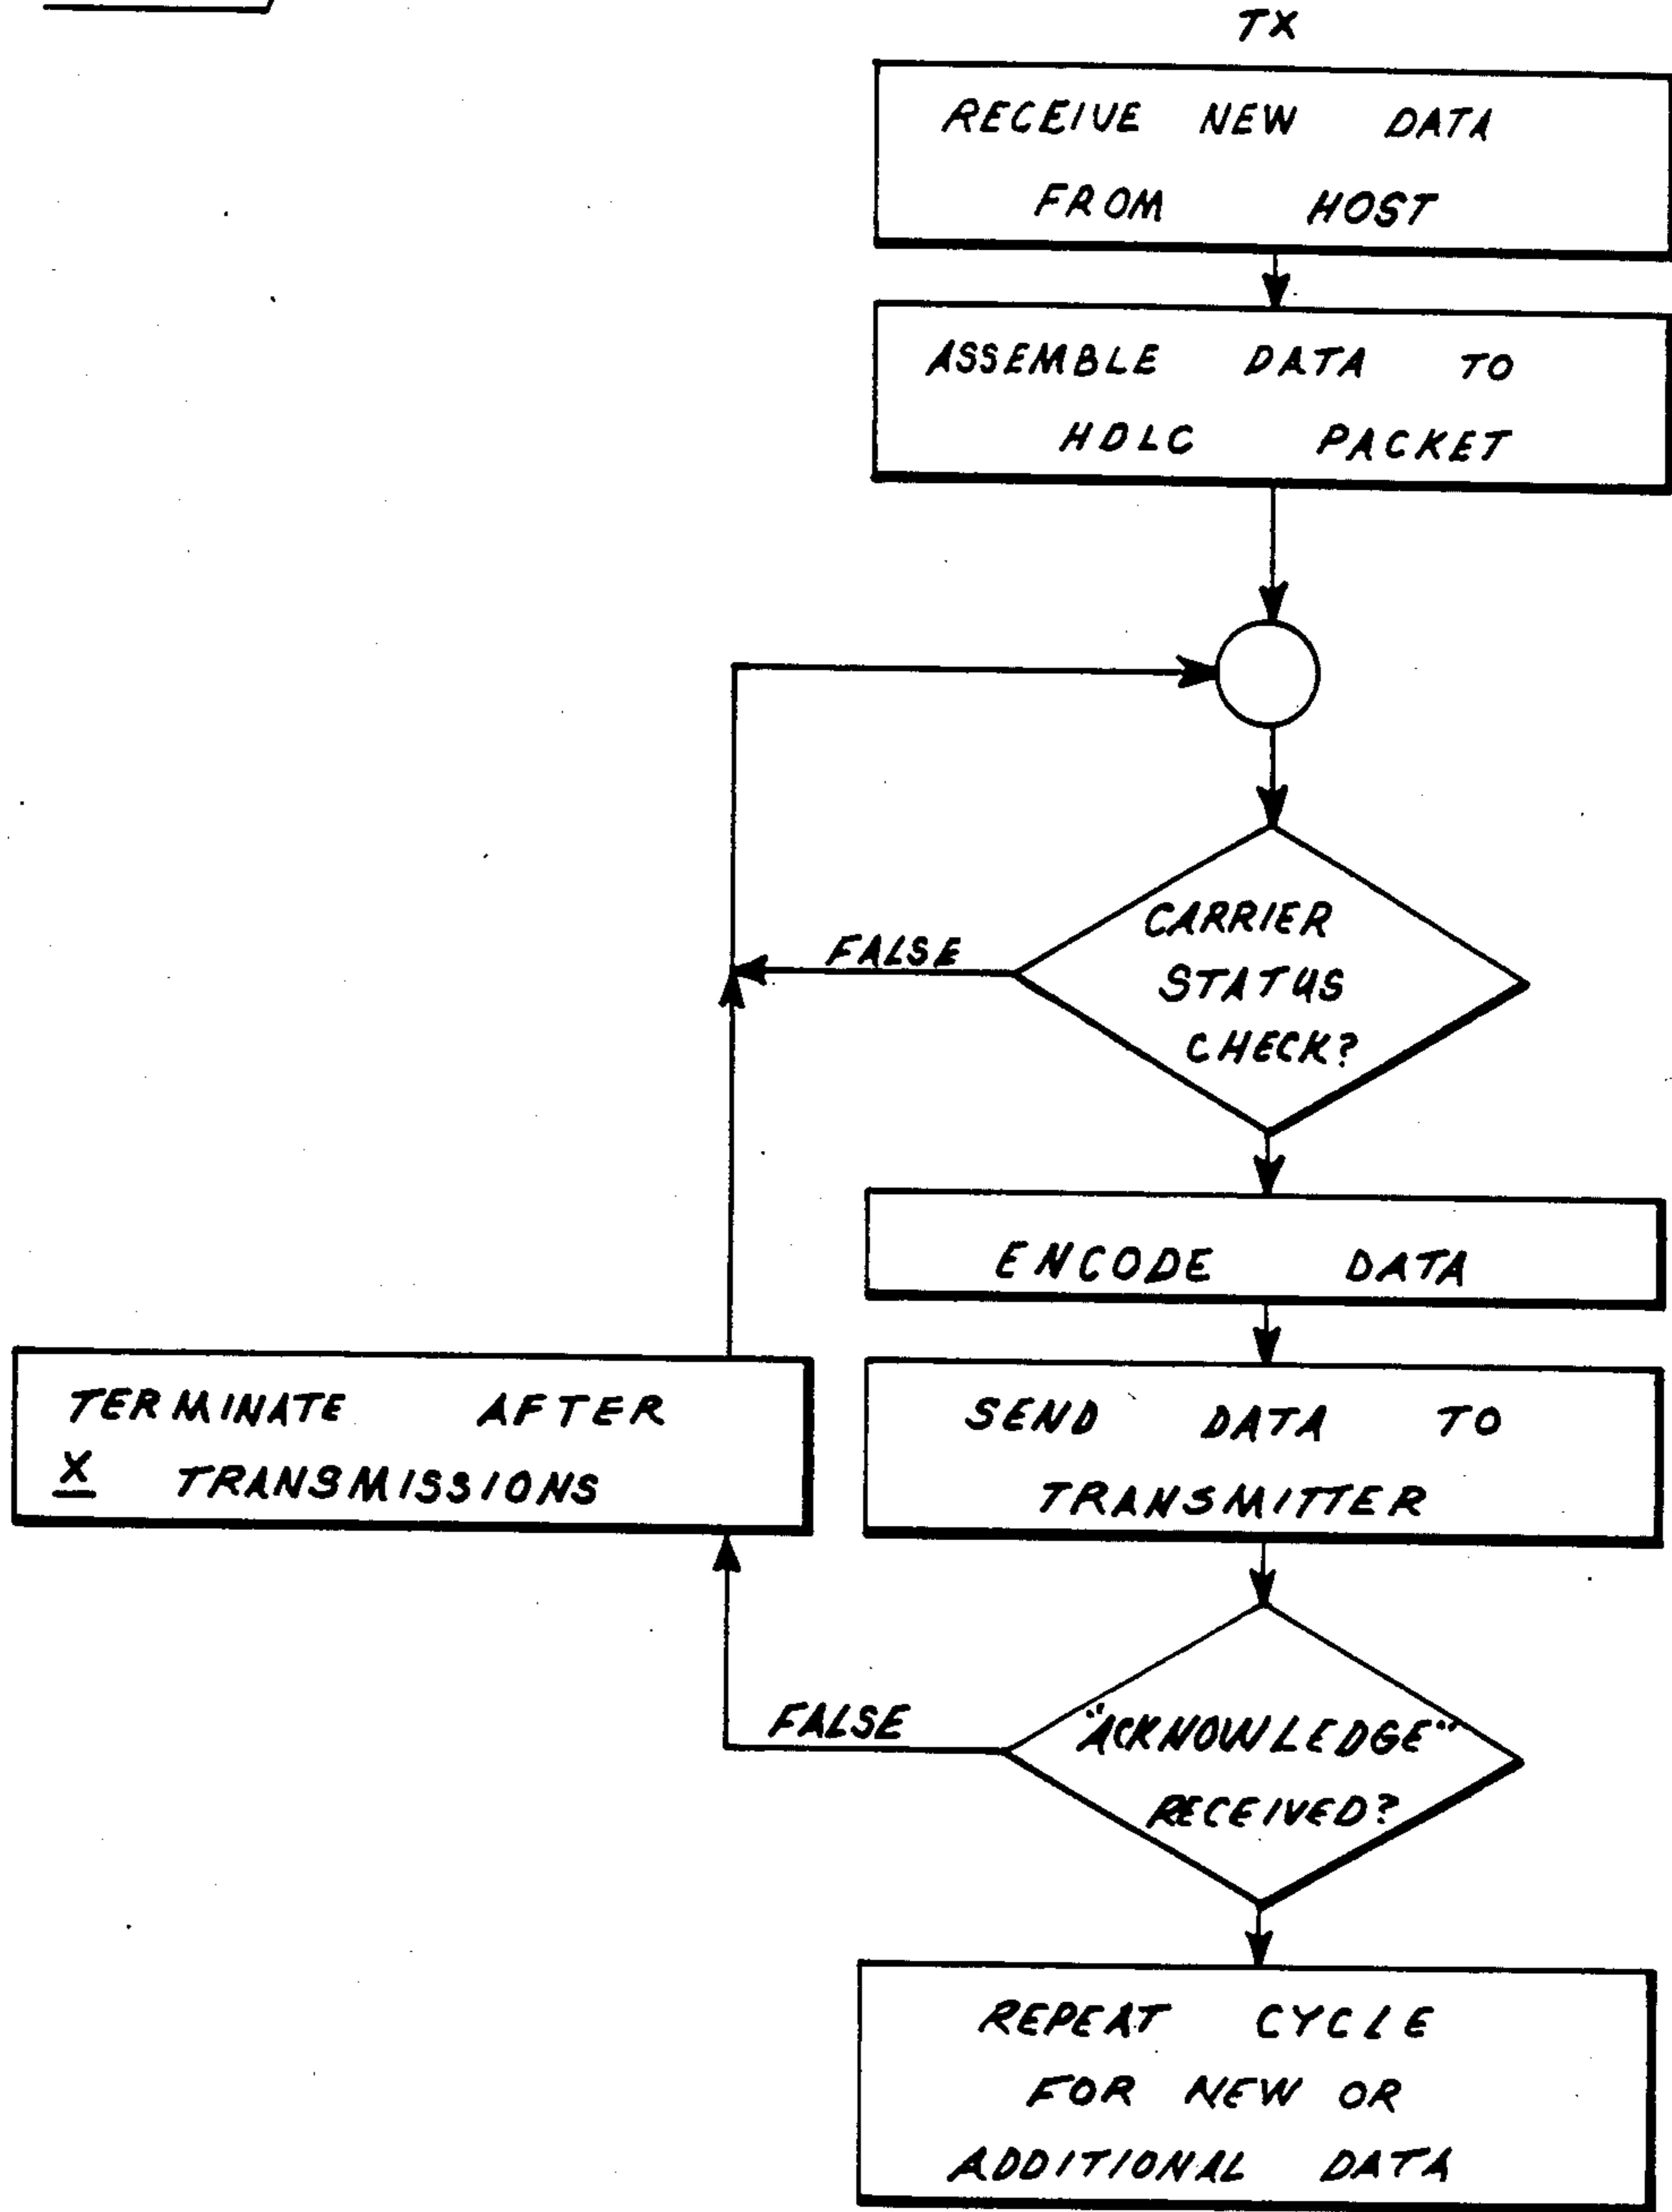 TX
RECEIVE NEW DATA
FROM HOST
ASSEMBLE DATA TO
HDLC PACKET
CARRIER
STATUS
CHECK?
FALSE
ENCODE DATA
SEND DATA TO
TRANSMITTER
TERMINATE AFTER
X TRANSMISSIONS
"ACKNOWLEDGE"
RECEIVED?
FALSE
REPEAT CYCLE
FOR NEW OR
ADDITIONAL DATA